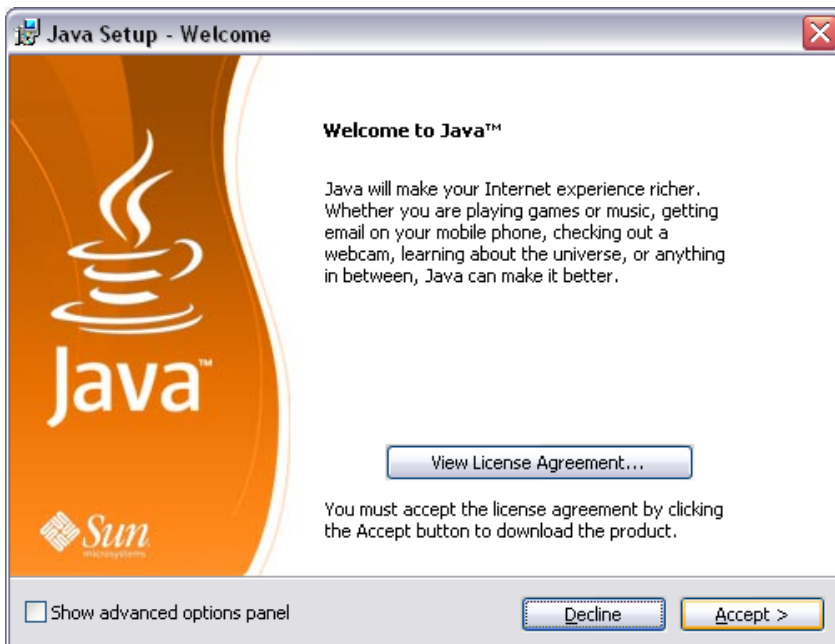 Java Setup - Welcome
Welcome to Java™
Java will make your Internet experience richer.
Whether you are playing games or music, getting
email on your mobile phone, checking out a
webcam, learning about the universe, or anything
in between, Java can make it better.
Java™
View License Agreement...
You must accept the license agreement by clicking
the Accept button to download the product.
Sun
microsystems
Show advanced options panel
Decline
Accept >